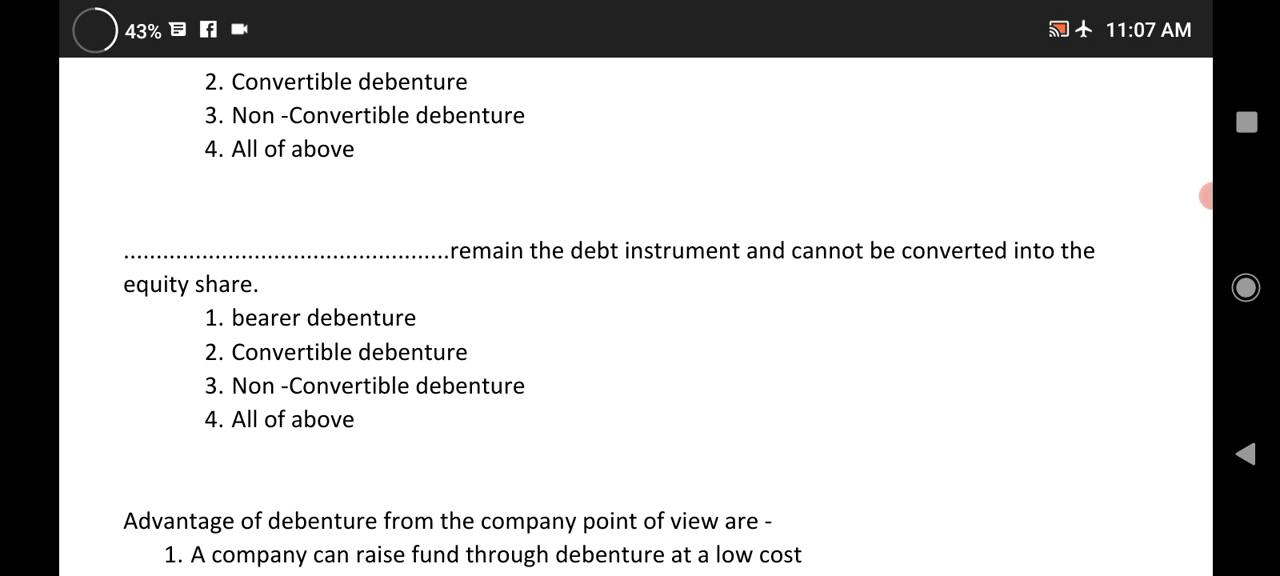 43% 11:07 AM
2. Convertible debenture
3. Non -Convertible debenture
4. All of above
..................................................remain the debt instrument and cannot be converted into the
equity share.
1. bearer debenture
2. Convertible debenture
3. Non -Convertible debenture
4. All of above
Advantage of debenture from the company point of view are -
1. A company can raise fund through debenture at a low cost